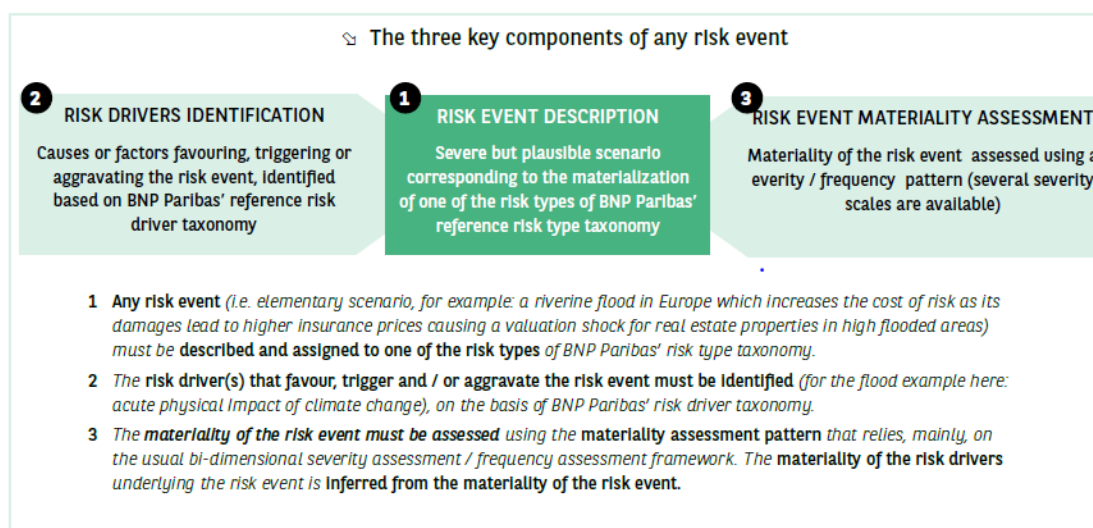 The three key components of any risk event
2
RISK DRIVERS IDENTIFICATION
Causes or factors favouring, triggering or
aggravating the risk event, identified
based on BNP Paribas' reference risk
driver taxonomy
1
RISK EVENT DESCRIPTION
Severe but plausible scenario
corresponding to the materialization
of one of the risk types of BNP Paribas'
reference risk type taxonomy
3
RISK EVENT MATERIALITY ASSESSMENT
Materiality of the risk event assessed using a
everity / frequency pattern (several severity
scales are available)
1 Any risk event (i.e. elementary scenario, for example: a riverine flood in Europe which increases the cost of risk as its
damages lead to higher insurance prices causing a valuation shock for real estate properties in high flooded areas)
must be described and assigned to one of the risk types of BNP Paribas' risk type taxonomy.
2 The risk driver(s) that favour, trigger and / or aggravate the risk event must be identified (for the flood example here:
acute physical Impact of climate change), on the basis of BNP Paribas' risk driver taxonomy.
3 The materiality of the risk event must be assessed using the materiality assessment pattern that relies, mainly, on
the usual bi-dimensional severity assessment / frequency assessment framework. The materiality of the risk drivers
underlying the risk event is inferred from the materiality of the risk event.